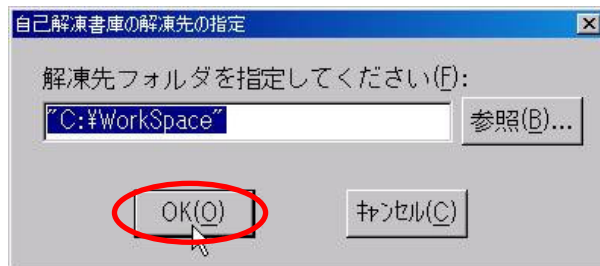 自己解凍書庫の解凍先の指定
解凍先フォルダを指定してください(F):
"C:¥WorkSpace"
参照(B)...
OK(O)
ｷｬﾝｾﾙ(C)